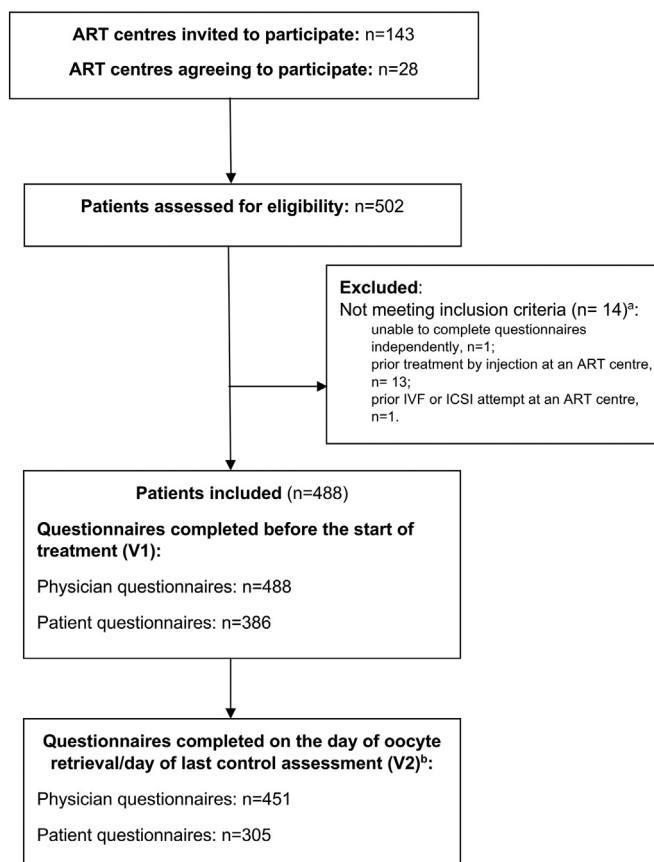 ART centres invited to participate: n=143
ART centres agreeing to participate: n=28
Patients assessed for eligibility: n=502
Excluded:
Not meeting inclusion criteria (n= 14)ᵃ:
unable to complete questionnaires
independently, n=1;
prior treatment by injection at an ART centre,
n= 13;
prior IVF or ICSI attempt at an ART centre,
n=1.
Patients included (n=488)
Questionnaires completed before the start of
treatment (V1):
Physician questionnaires: n=488
Patient questionnaires: n=386
Questionnaires completed on the day of oocyte
retrieval/day of last control assessment (V2)ᵇ:
Physician questionnaires: n=451
Patient questionnaires: n=305